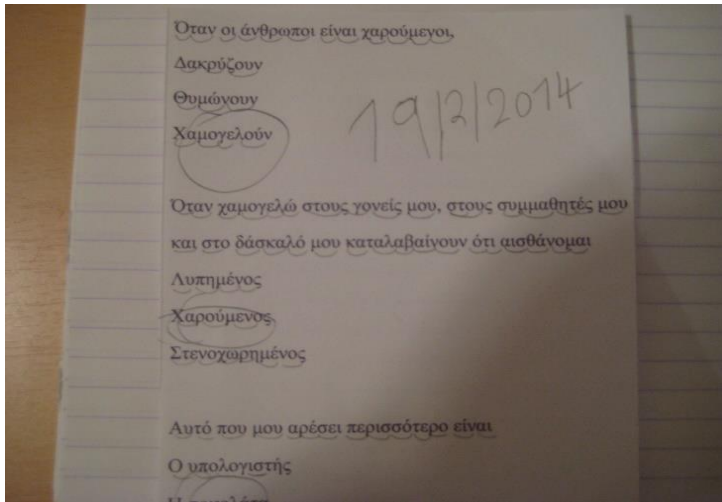 Όταν οι άνθρωποι είναι χαρούμενοι,
Δακρύζουν
Θυμώνουν
Χαμογελούν
19/2/2014
Όταν χαμογελώ στους γονείς μου, στους συμμαθητές μου
και στο δάσκαλό μου καταλαβαίνουν ότι αισθάνομαι
Λυπημένος
Χαρούμενος
Στενοχωρημένος
Αυτό που μου αρέσει περισσότερο είναι
Ο υπολογιστής